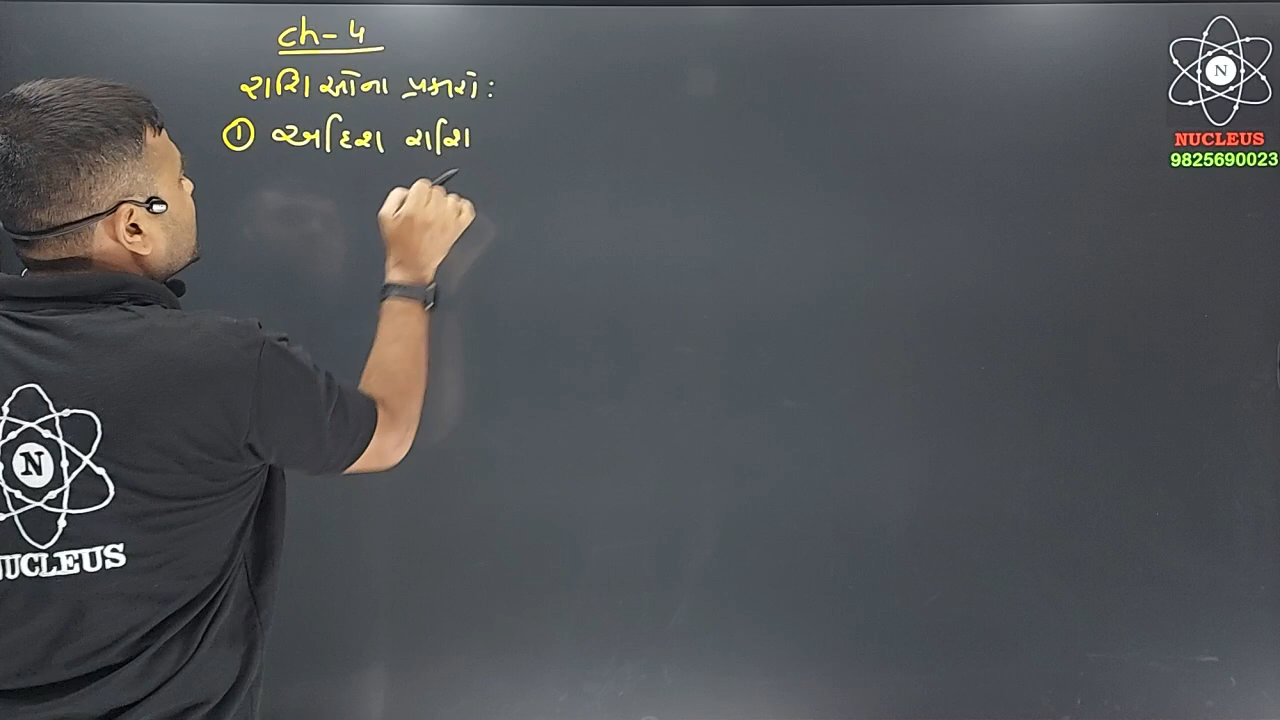 ch-4
રાશિઓના પ્રકારો :
① અદિશ રાશિ
N
NUCLEUS
9825690023
N
NUCLEUS